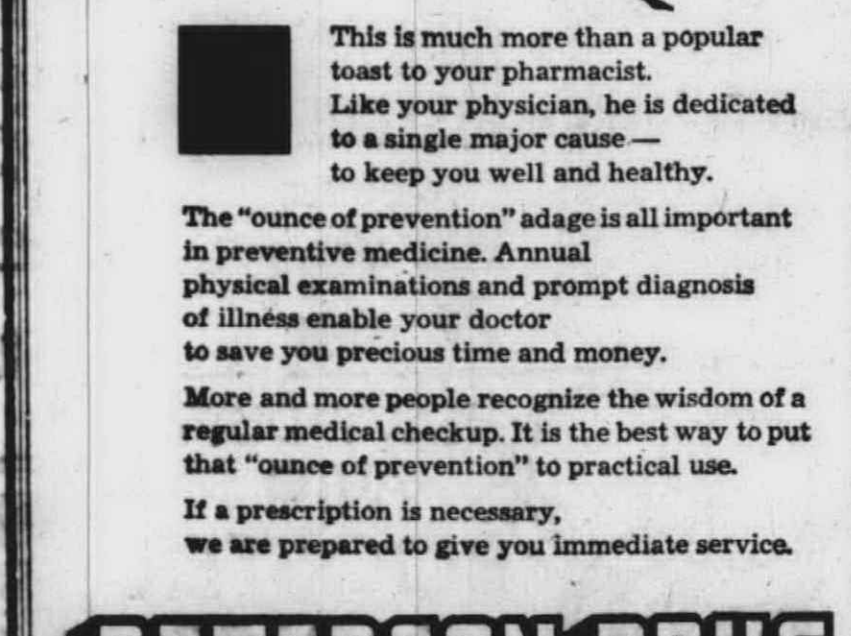 This is much more than a popular
toast to your pharmacist.
Like your physician, he is dedicated
to a single major cause —
to keep you well and healthy.
The “ounce of prevention” adage is all important
in preventive medicine. Annual
physical examinations and prompt diagnosis
of illness enable your doctor
to save you precious time and money.
More and more people recognize the wisdom of a
regular medical checkup. It is the best way to put
that “ounce of prevention” to practical use.
If a prescription is necessary,
we are prepared to give you immediate service.